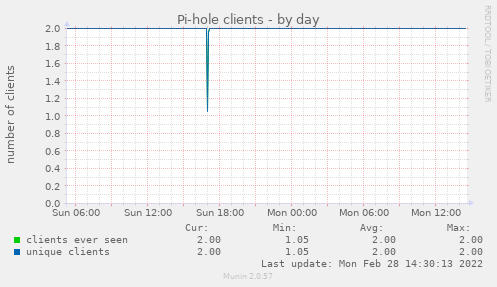 Pi-hole clients - by day
RRDTOOL / TOBI OETIKER
number of clients
2.0
1.8
1.6
1.4
1.2
1.0
0.8
0.6
0.4
0.2
0.0
Sun 06:00 Sun 12:00 Sun 18:00 Mon 00:00 Mon 06:00 Mon 12:00
Cur: Min: Avg: Max:
clients ever seen 2.00 1.05 2.00 2.00
unique clients 2.00 1.05 2.00 2.00
Last update: Mon Feb 28 14:30:13 2022
Munin 2.0.57